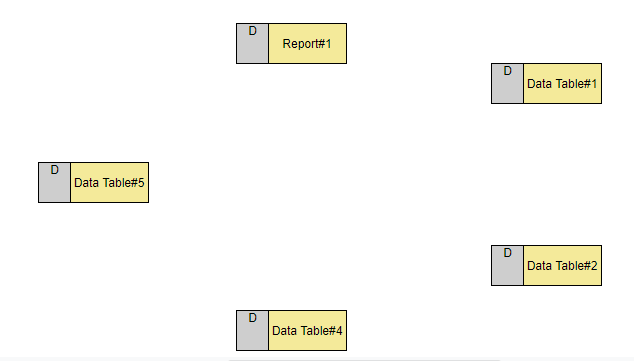 D
Report#1
D
Data Table#1
D
Data Table#5
D
Data Table#2
D
Data Table#4